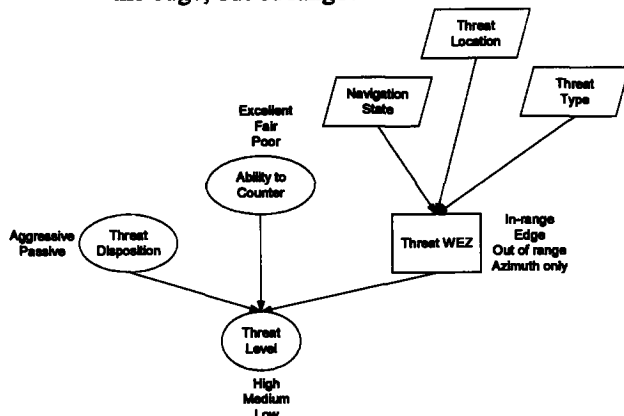 Threat
Location
Navigation
State
Threat
Type
Excellent
Fair
Poor
Ability to
Counter
Aggressive
Passive
Threat
Disposition
Threat WEZ
In-range
Edge
Out of range
Azimuth only
Threat
Level
High
Medium
Low